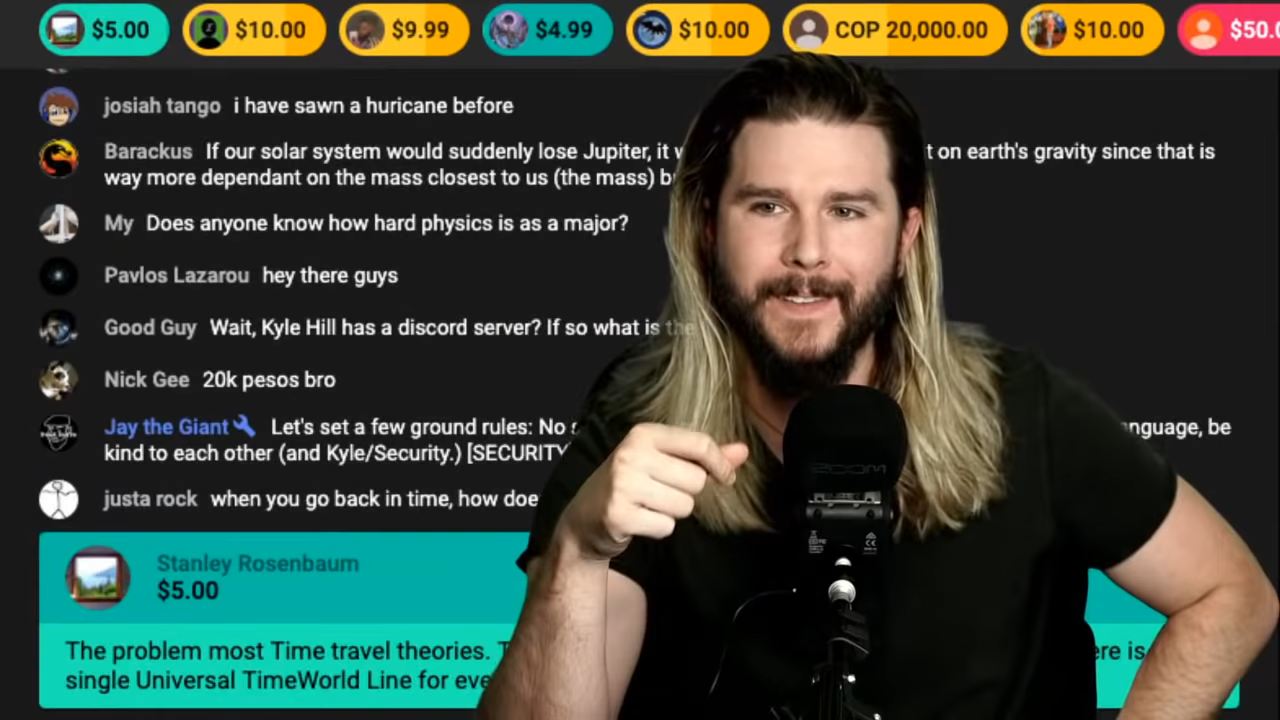 $5.00 $10.00 $9.99 $4.99 $10.00 COP 20,000.00 $10.00 $50.0
josiah tango i have sawn a huricane before
Barackus If our solar system would suddenly lose Jupiter, it t on earth's gravity since that is
way more dependant on the mass closest to us (the mass)
My Does anyone know how hard physics is as a major?
Pavlos Lazarou hey there guys
Good Guy Wait, Kyle Hill has a discord server? If so what is the
Nick Gee 20k pesos bro
Jay the Giant Let's set a few ground rules: No nguage, be
kind to each other (and Kyle/Security.) [SECURITY
justa rock when you go back in time, how doe
Stanley Rosenbaum
$5.00
The problem most Time travel theories. ere is
single Universal TimeWorld Line for eve
zoom